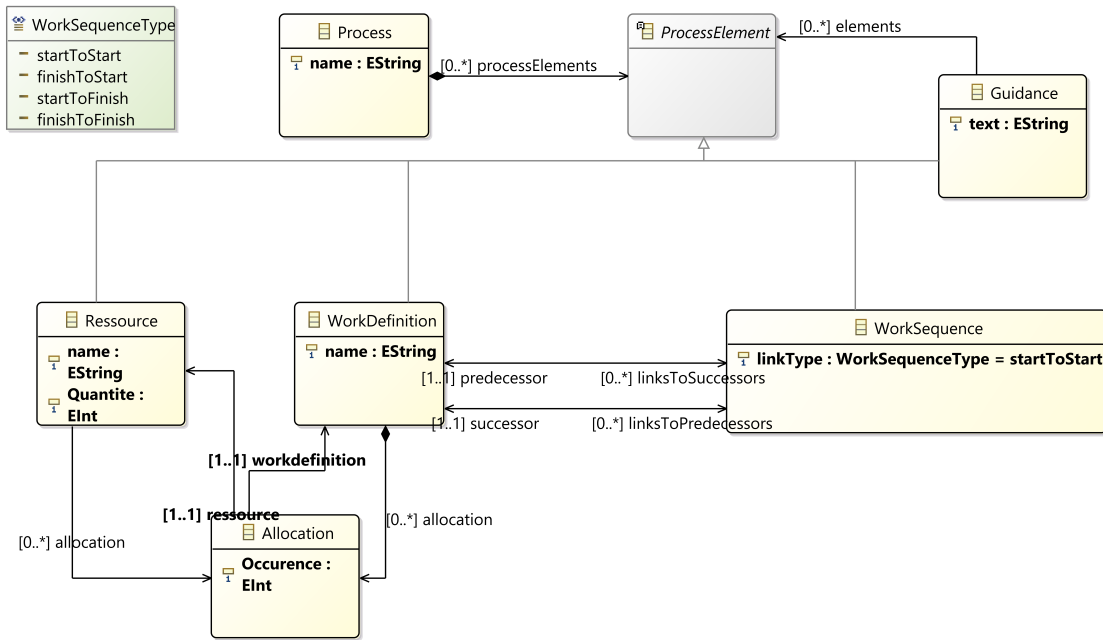 WorkSequenceType
startToStart
finishToStart
startToFinish
finishToFinish
Process
name : EString
[0..*] processElements
ProcessElement
[0..*] elements
Guidance
text : EString
Ressource
name :
EString
Quantite :
EInt
WorkDefinition
name : EString
WorkSequence
linkType : WorkSequenceType = startToStart
[1..1] predecessor
[0..*] linksToSuccessors
[1..1] successor
[0..*] linksToPredecessors
[1..1] workdefinition
[1..1] ressource
[0..*] allocation
[0..*] allocation
Allocation
Occurence :
EInt